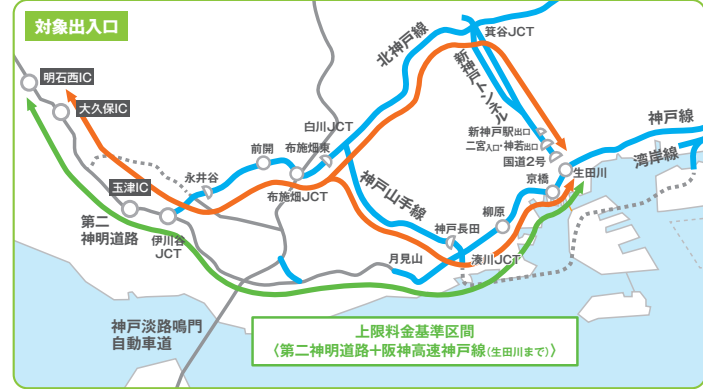 対象出入口
明石西IC
大久保IC
玉津IC
第二
神明道路
伊川谷
JCT
永井谷
前開
布施畑東
布施畑JCT
白川JCT
北神戸線
箕谷JCT
新神戸トンネル
新神戸駅出口
二宮入口・神若出口
国道2号
生田川
神戸線
湾岸線
京橋
柳原
神戸山手線
神戸長田
湊川JCT
月見山
神戸淡路鳴門
自動車道
上限料金基準区間
〈第二神明道路+阪神高速神戸線(生田川まで)〉